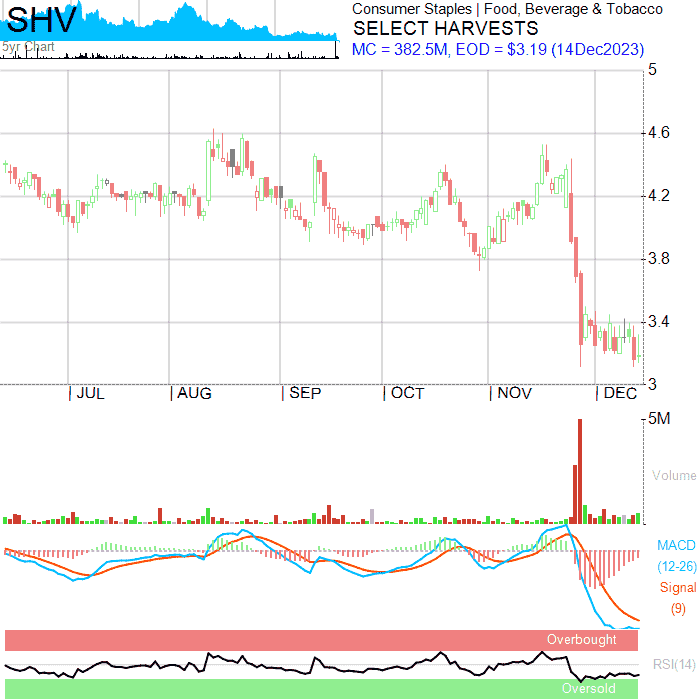 SHV
5yr Chart
Consumer Staples | Food, Beverage & Tobacco
SELECT HARVESTS
MC = 382.5M, EOD = $3.19 (14Dec2023)
5
4.6
4.2
3.8
3.4
3
JUL AUG SEP OCT NOV DEC
5M
Volume
MACD
(12-26)
Signal
(9)
Overbought
RSI(14)
Oversold